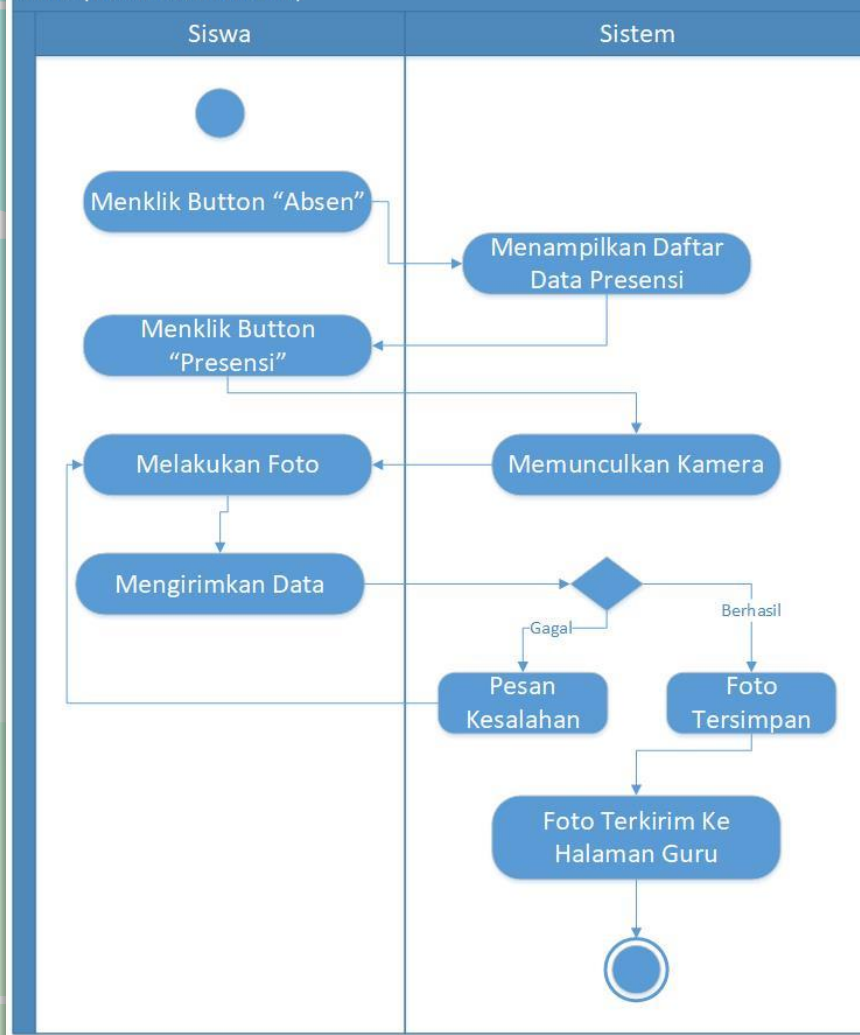 Siswa
Sistem
Menklik Button “Absen”
Menampilkan Daftar
Data Presensi
Menklik Button
“Presensi”
Memunculkan Kamera
Melakukan Foto
Mengirimkan Data
Gagal
Berhasil
Pesan
Kesalahan
Foto
Tersimpan
Foto Terkirim Ke
Halaman Guru